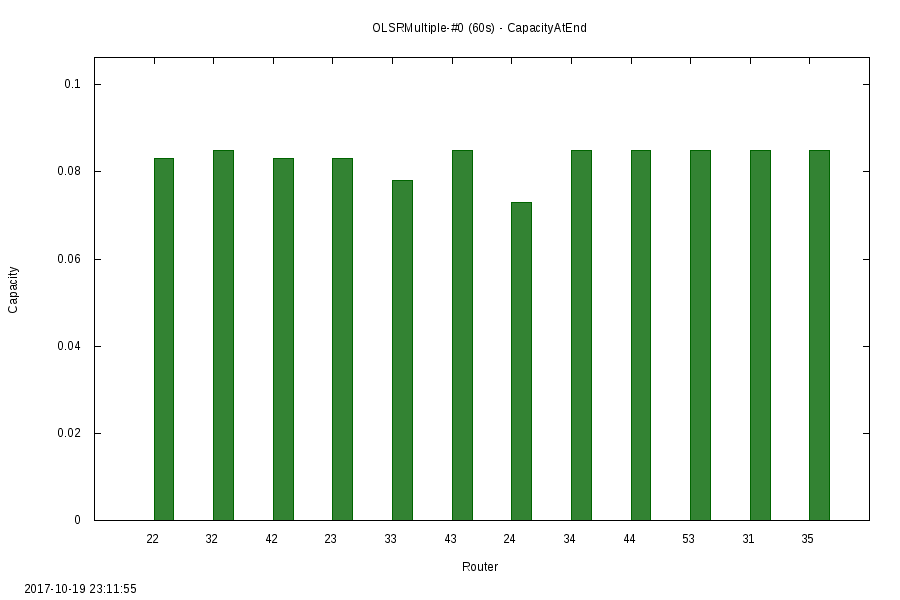 OLSRMultiple-#0 (60s) - CapacityAtEnd
0.1
0.08
0.06
0.04
0.02
0
Capacity
22 32 42 23 33 43 24 34 44 53 31 35
Router
2017-10-19 23:11:55